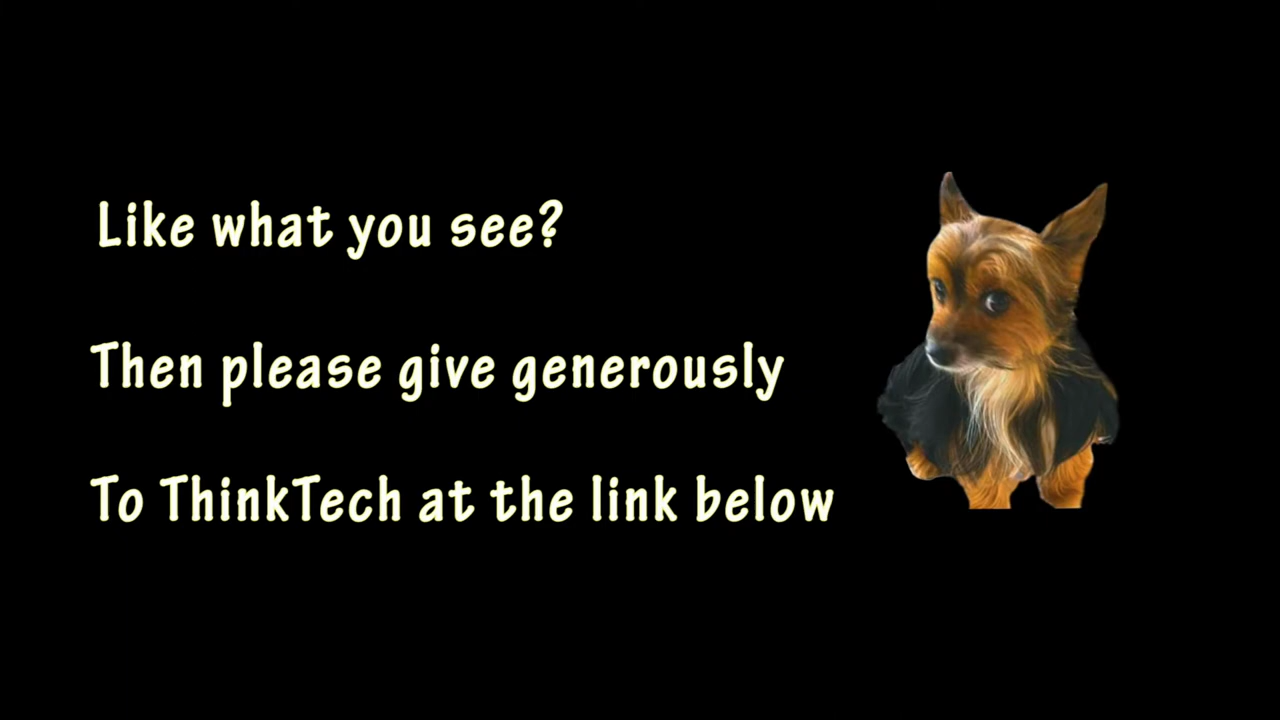 Like what you see?
Then please give generously
To ThinkTech at the link below